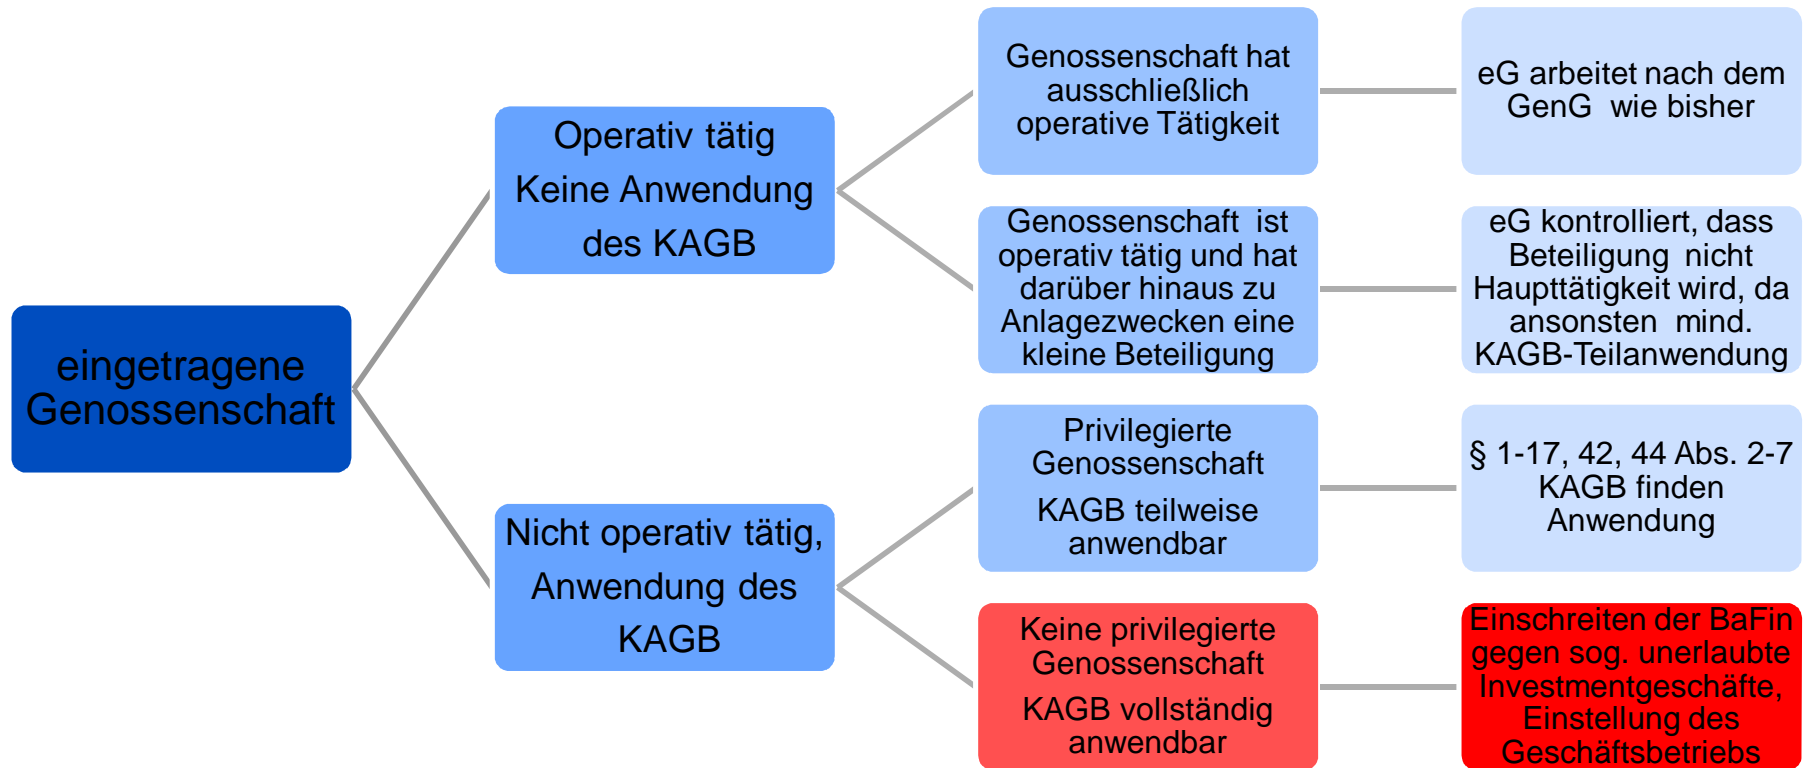 eingetragene
Genossenschaft
Operativ tätig
Keine Anwendung
des KAGB
Genossenschaft hat
ausschließlich
operative Tätigkeit
eG arbeitet nach dem
GenG wie bisher
Genossenschaft ist
operativ tätig und hat
darüber hinaus zu
Anlagezwecken eine
kleine Beteiligung
eG kontrolliert, dass
Beteiligung nicht
Haupttätigkeit wird, da
ansonsten mind.
KAGB-Teilanwendung
Nicht operativ tätig,
Anwendung des
KAGB
Privilegierte
Genossenschaft
KAGB teilweise
anwendbar
§ 1-17, 42, 44 Abs. 2-7
KAGB finden
Anwendung
Keine privilegierte
Genossenschaft
KAGB vollständig
anwendbar
Einschreiten der BaFin
gegen sog. unerlaubte
Investmentgeschäfte,
Einstellung des
Geschäftsbetriebs